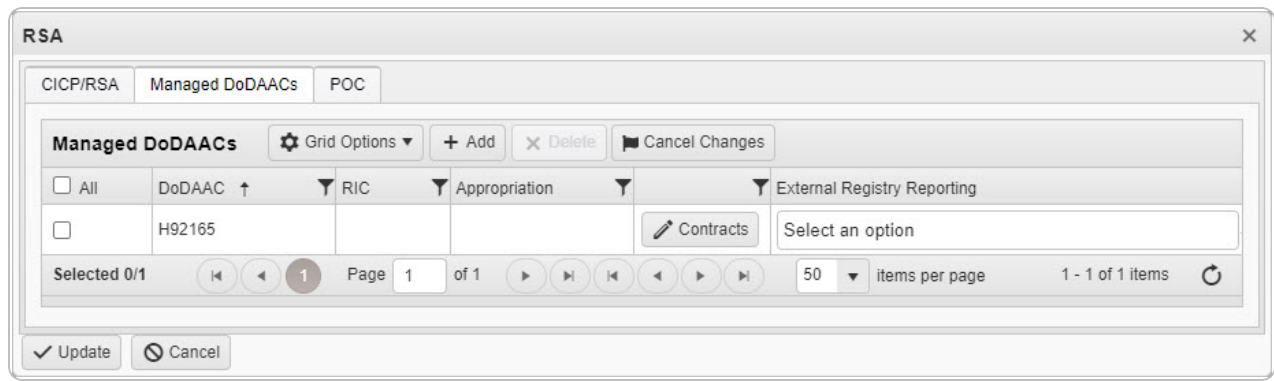 RSA
CICP/RSA Managed DoDAACs POC
Managed DoDAACs Grid Options Add Delete Cancel Changes
All DoDAAC RIC Appropriation External Registry Reporting
H92165 Contracts Select an option
Selected 0/1 1 Page 1 of 1 50 items per page 1 - 1 of 1 items
Update Cancel